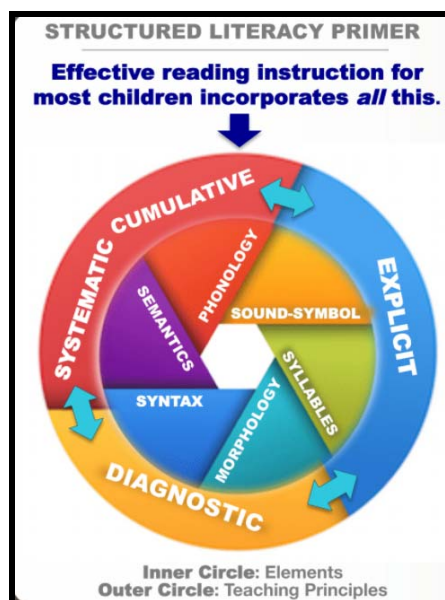 STRUCTURED LITERACY PRIMER
Effective reading instruction for
most children incorporates all this.
SYSTEMATIC CUMULATIVE
EXPLICIT
DIAGNOSTIC
PHONOLOGY
SOUND-SYMBOL
SYLLABLES
MORPHOLOGY
SYNTAX
SEMANTICS
Inner Circle: Elements
Outer Circle: Teaching Principles